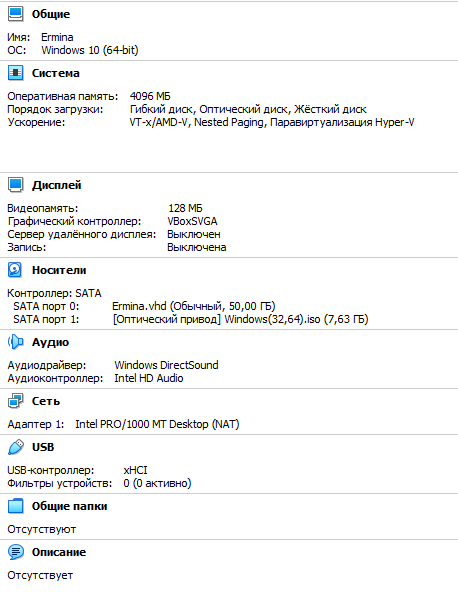 Общие
Имя: Ermina
ОС: Windows 10 (64-bit)
Система
Оперативная память: 4096 МБ
Порядок загрузки: Гибкий диск, Оптический диск, Жёсткий диск
Ускорение: VT-x/AMD-V, Nested Paging, Паравиртуализация Hyper-V
Дисплей
Видеопамять: 128 МБ
Графический контроллер: VBoxSVGA
Сервер удалённого дисплея: Выключен
Запись: Выключена
Носители
Контроллер: SATA
SATA порт 0: Ermina.vhd (Обычный, 50,00 ГБ)
SATA порт 1: [Оптический привод] Windows(32,64).iso (7,63 ГБ)
Аудио
Аудиодрайвер: Windows DirectSound
Аудиоконтроллер: Intel HD Audio
Сеть
Адаптер 1: Intel PRO/1000 MT Desktop (NAT)
USB
USB-контроллер: xHCI
Фильтры устройств: 0 (0 активно)
Общие папки
Отсутствуют
Описание
Отсутствует